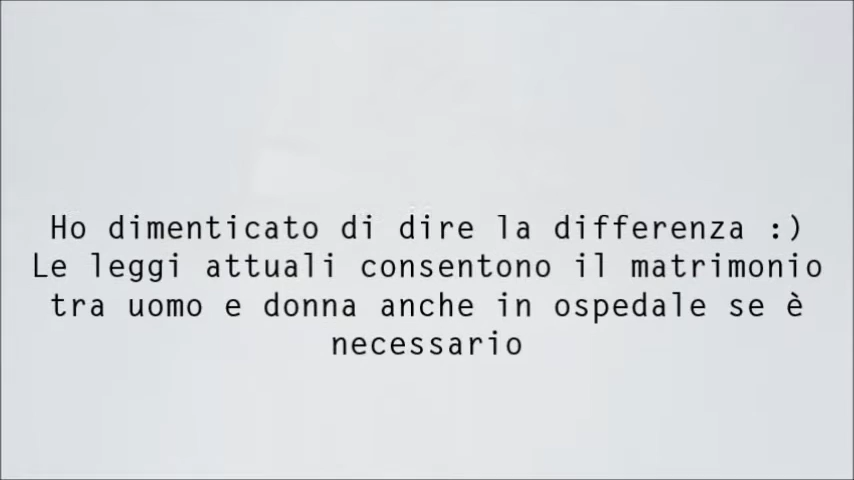 Ho dimenticato di dire la differenza :)
Le leggi attuali consentono il matrimonio
tra uomo e donna anche in ospedale se è
necessario